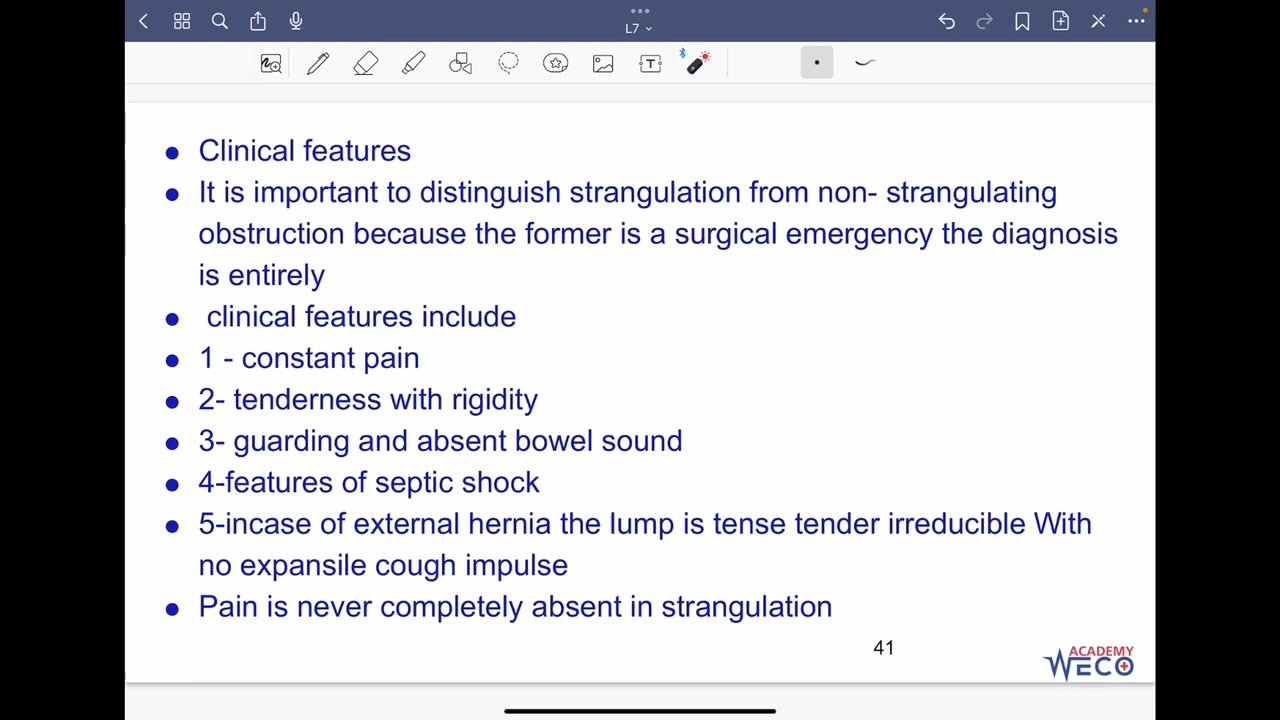 L7
● Clinical features
● It is important to distinguish strangulation from non- strangulating
obstruction because the former is a surgical emergency the diagnosis
is entirely
● clinical features include
● 1 - constant pain
● 2- tenderness with rigidity
● 3- guarding and absent bowel sound
● 4-features of septic shock
● 5-incase of external hernia the lump is tense tender irreducible With
no expansile cough impulse
● Pain is never completely absent in strangulation
41
ACADEMY
WECO